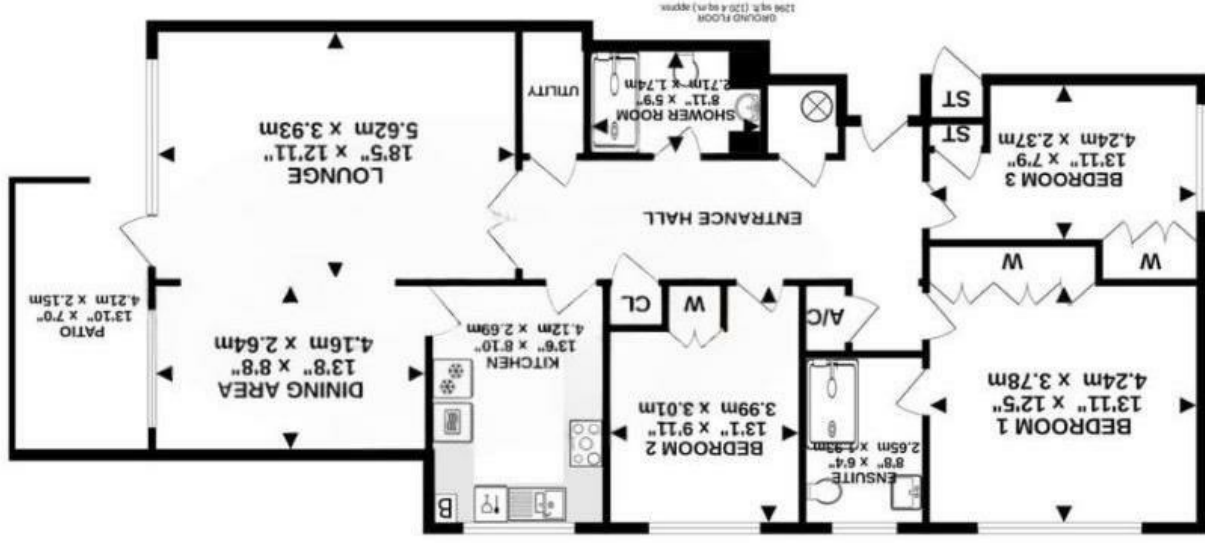 B
BEDROOM 1
13'11" x 12'5"
4.24m x 3.78m
ENSUITE
8'8" x 6'4"
2.65m x 1.93m
BEDROOM 2
13'1" x 9'11"
3.99m x 3.01m
KITCHEN
13'6" x 8'10"
4.12m x 2.69m
DINING AREA
13'8" x 8'8"
4.16m x 2.64m
PATIO
13'10" x 7'0"
4.21m x 2.15m
A/C
W
CL
W
W
ENTRANCE HALL
BEDROOM 3
13'11" x 7'9"
4.24m x 2.37m
LOUNGE
18'5" x 12'11"
5.62m x 3.93m
ST
ST
SHOWER ROOM
8'11" x 5'9"
2.71m x 1.74m
UTILITY
GROUND FLOOR
1296 sq.ft. (120.4 sq.m.) approx.